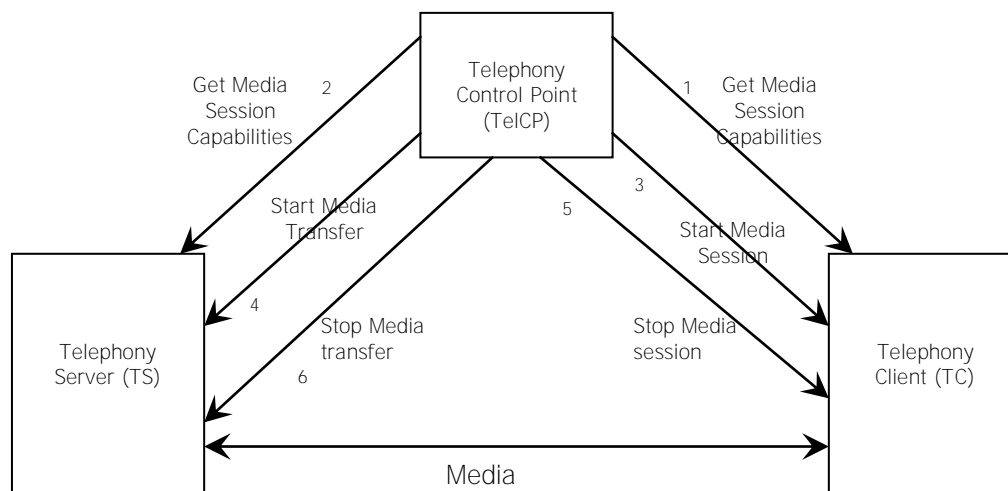 Telephony
Control Point
(TelCP)
Get Media
Session
Capabilities
2
1
Get Media
Session
Capabilities
Start Media
Transfer
4
3
Start Media
Session
5
Stop Media
transfer
6
Stop Media
session
Telephony
Server (TS)
Telephony
Client (TC)
Media